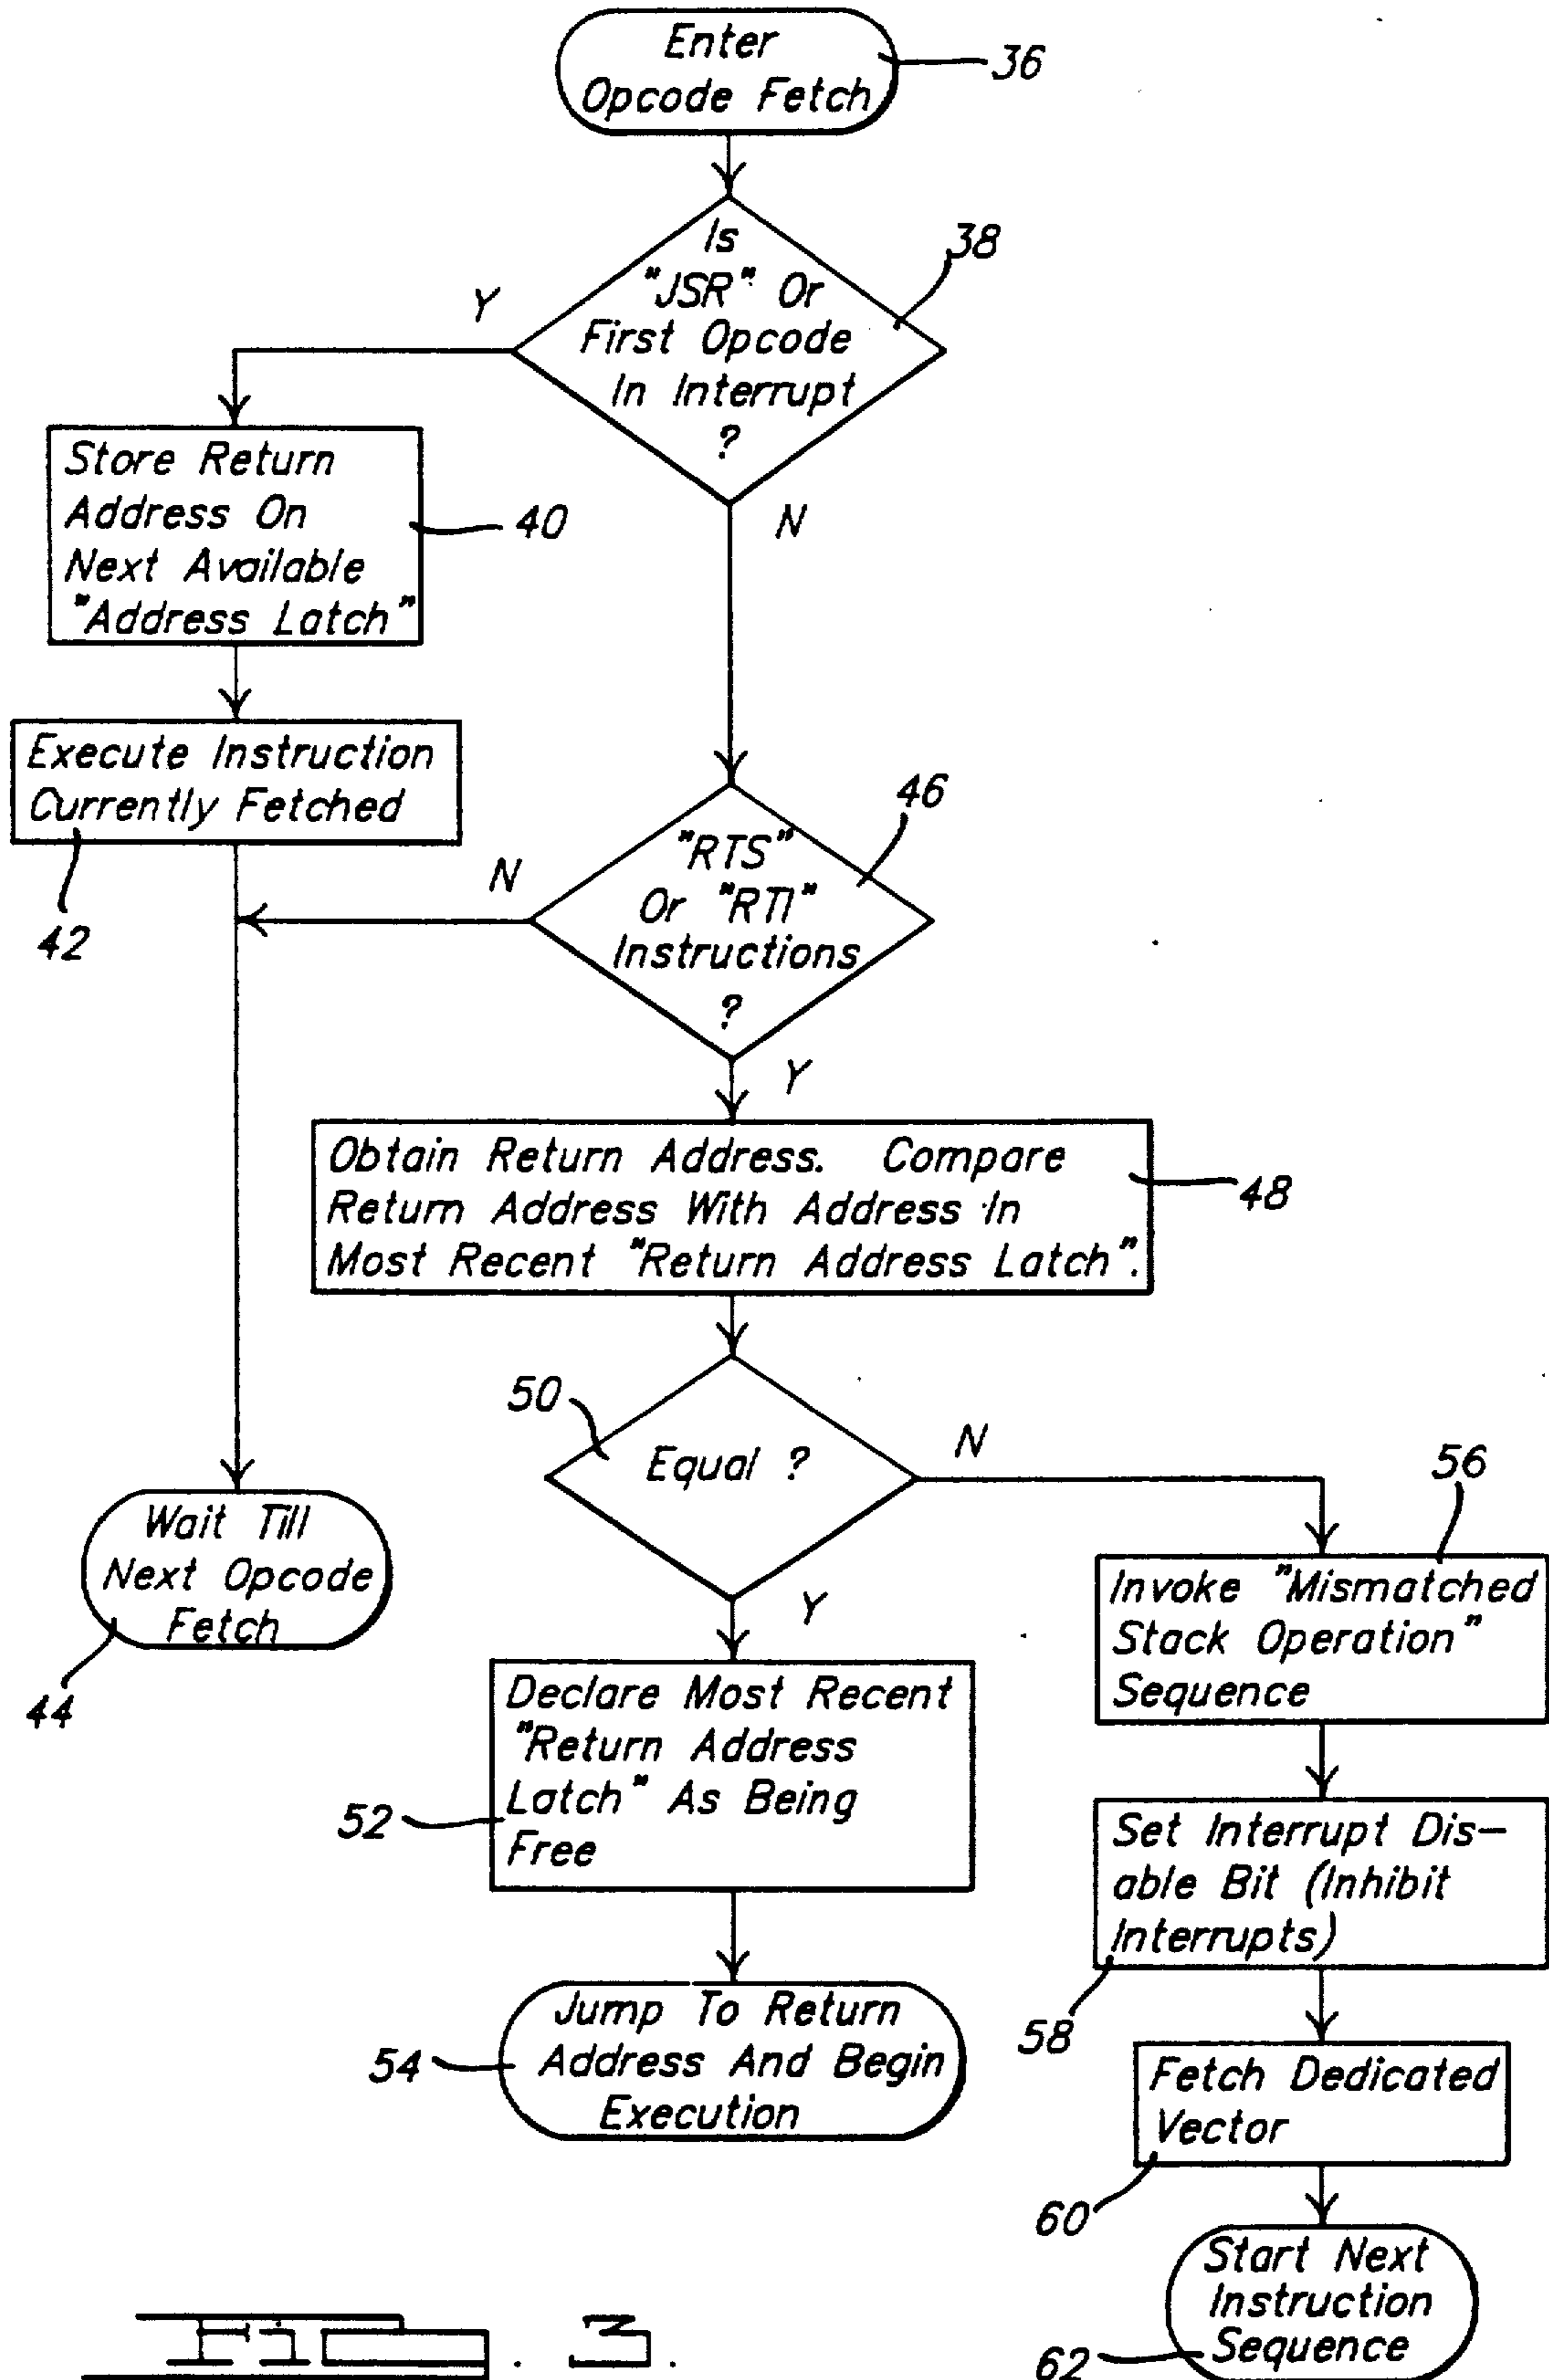 Enter
Opcode Fetch
36
Is
"JSR" Or
First Opcode
In Interrupt
?
38
Y
N
Store Return
Address On
Next Available
"Address Latch"
40
Execute Instruction
Currently Fetched
42
"RTS"
Or "RTI"
Instructions
?
46
N
Y
Obtain Return Address. Compare
Return Address With Address In
Most Recent "Return Address Latch".
48
50
Equal ?
N
Y
Wait Till
Next Opcode
Fetch
44
56
Invoke "Mismatched
Stack Operation"
Sequence
Declare Most Recent
"Return Address
Latch" As Being
Free
52
Set Interrupt Dis-
able Bit (Inhibit
Interrupts)
58
Jump To Return
Address And Begin
Execution
54
Fetch Dedicated
Vector
60
Start Next
Instruction
Sequence
62